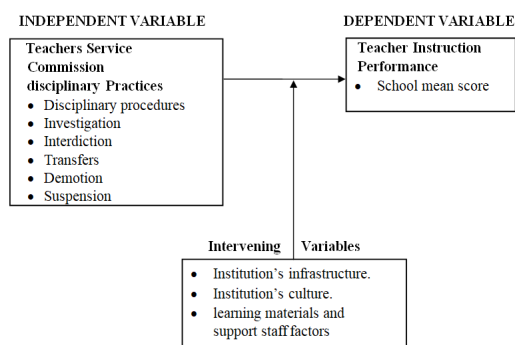 INDEPENDENT VARIABLE
Teachers Service
Commission
disciplinary Practices
• Disciplinary procedures
• Investigation
• Interdiction
• Transfers
• Demotion
• Suspension
DEPENDENT VARIABLE
Teacher Instruction
Performance
• School mean score
Intervening Variables
• Institution's infrastructure.
• Institution's culture.
• learning materials and
support staff factors